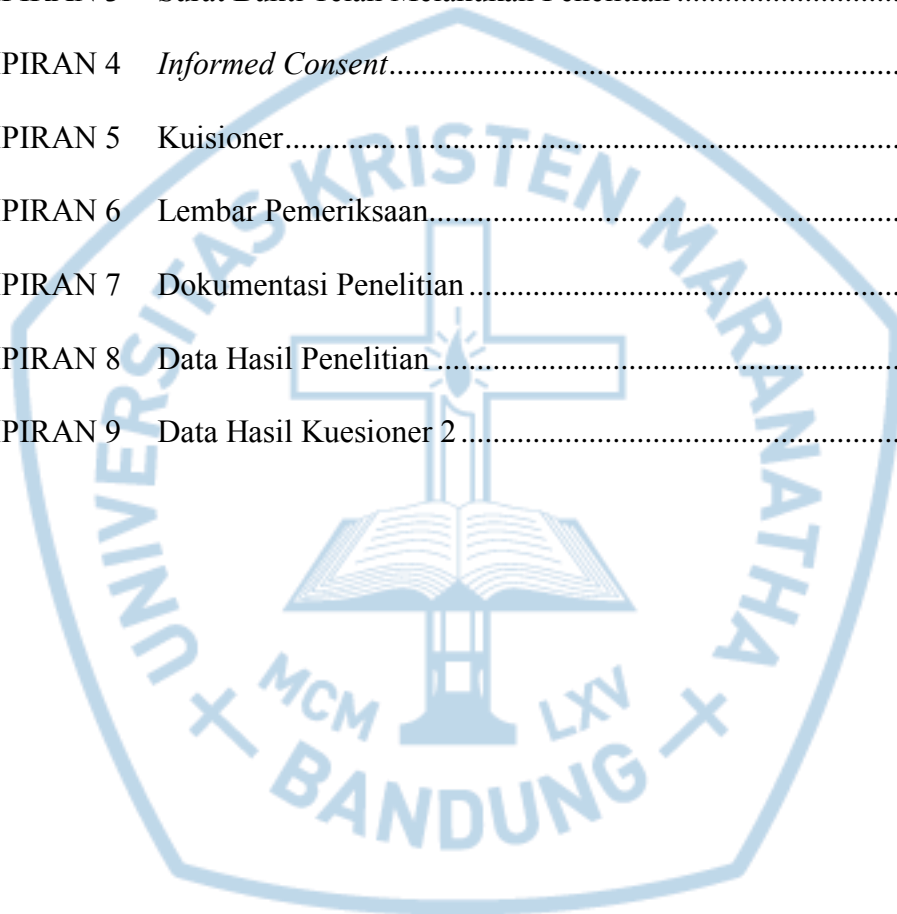 PIRAN 4 Informed Consent
PIRAN 5 Kuisioner
PIRAN 6 Lembar Pemeriksaan
PIRAN 7 Dokumentasi Penelitian
PIRAN 8 Data Hasil Penelitian
PIRAN 9 Data Hasil Kuesioner 2
UNIVERSITAS KRISTEN MARANATHA
MCM LXV
BANDUNG